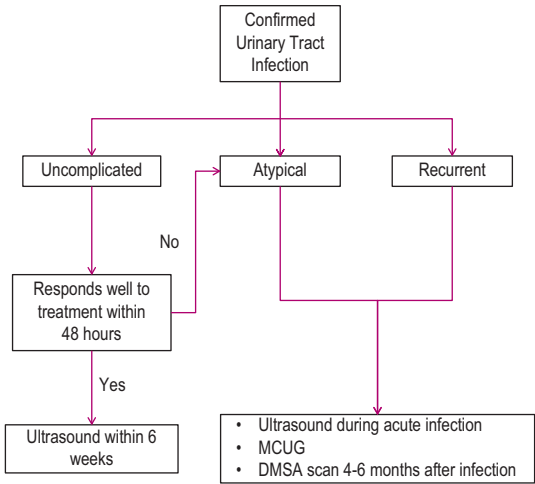 Confirmed
Urinary Tract
Infection
Uncomplicated
Atypical
Recurrent
No
Responds well to
treatment within
48 hours
Yes
Ultrasound within 6
weeks
• Ultrasound during acute infection
• MCUG
• DMSA scan 4-6 months after infection